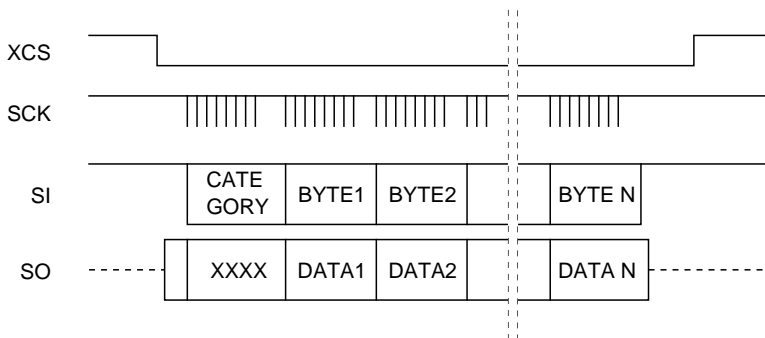 XCS
SCK
SI
CATE
GORY
BYTE1
BYTE2
BYTE N
SO
XXXX
DATA1
DATA2
DATA N